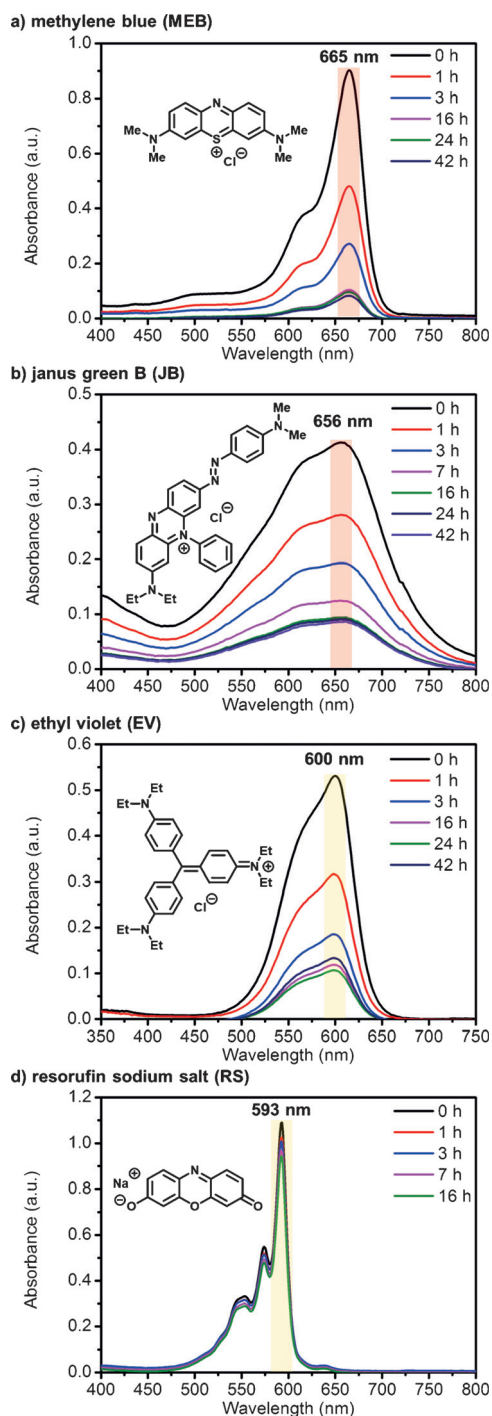 a) methylene blue (MEB)
665 nm
1.0
0.8
0.6
0.4
0.2
0.0
Absorbance (a.u.)
0 h
1 h
3 h
16 h
24 h
42 h
Me
N
Me
N
S
⊕
Cl⊖
N
Me
Me
400 450 500 550 600 650 700 750 800
Wavelength (nm)
b) janus green B (JB)
656 nm
0.5
0.4
0.3
0.2
0.1
0.0
Absorbance (a.u.)
0 h
1 h
3 h
7 h
16 h
24 h
42 h
Me
N
Me
N
N
N
Cl⊖
N
⊕
N
Et
Et
400 450 500 550 600 650 700 750 800
Wavelength (nm)
c) ethyl violet (EV)
600 nm
0.6
0.5
0.4
0.3
0.2
0.1
0.0
Absorbance (a.u.)
0 h
1 h
3 h
16 h
24 h
42 h
Et
Et
N
Et
N
⊕
Et
Cl⊖
N
Et
Et
350 400 450 500 550 600 650 700 750
Wavelength (nm)
d) resorufin sodium salt (RS)
593 nm
1.2
1.0
0.8
0.6
0.4
0.2
0.0
Absorbance (a.u.)
0 h
1 h
3 h
7 h
16 h
Na⊕
⊖O
N
O
O
400 450 500 550 600 650 700 750 800
Wavelength (nm)